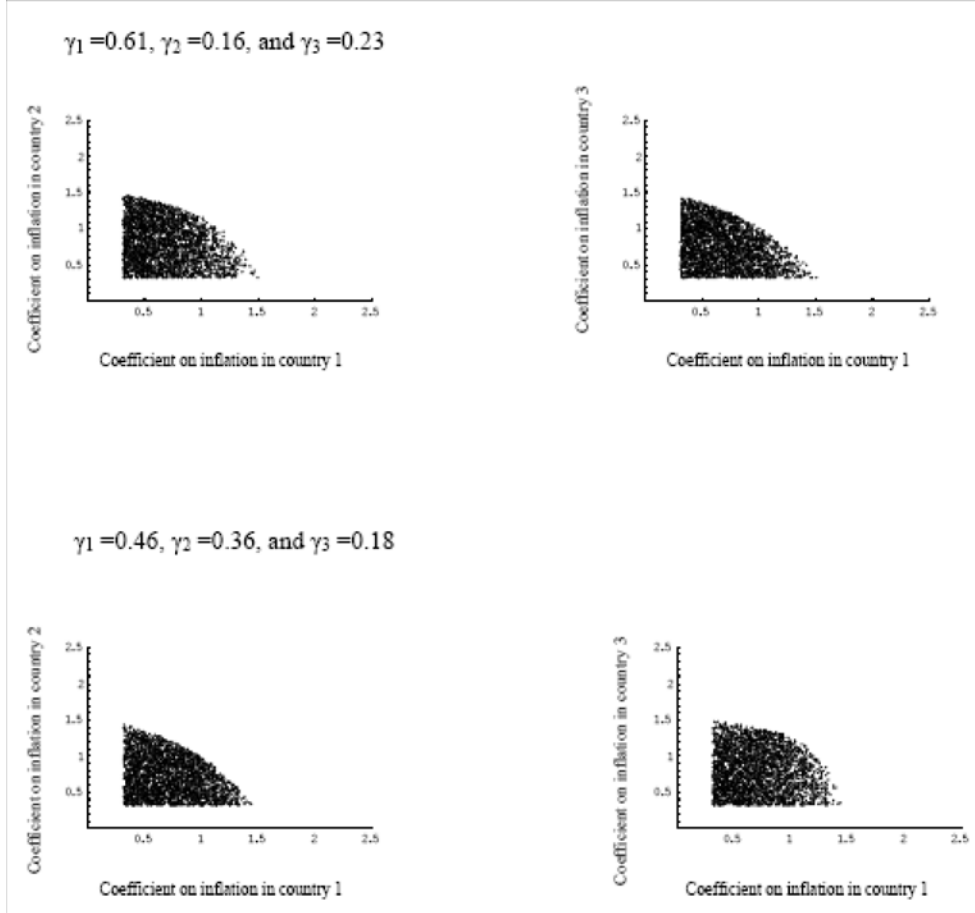 γ1 =0.61, γ2 =0.16, and γ3 =0.23
Coefficient on inflation in country 2
2.5
2
1.5
1
0.5
0.5 1 1.5 2 2.5
Coefficient on inflation in country 1
Coefficient on inflation in country 3
2.5
2
1.5
1
0.5
0.5 1 1.5 2 2.5
Coefficient on inflation in country 1
γ1 =0.46, γ2 =0.36, and γ3 =0.18
Coefficient on inflation in country 2
2.5
2
1.5
1
0.5
0.5 1 1.5 2 2.5
Coefficient on inflation in country 1
Coefficient on inflation in country 3
2.5
2
1.5
1
0.5
0.5 1 1.5 2 2.5
Coefficient on inflation in country 1